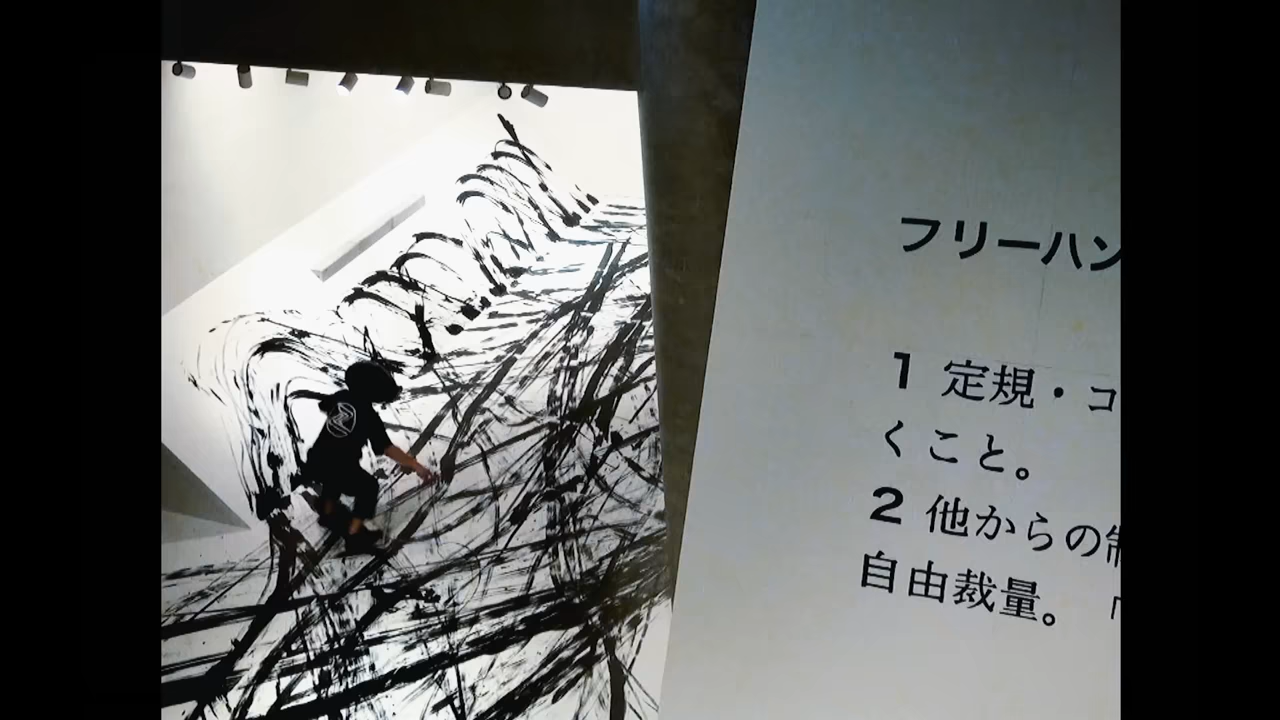 フリーハン
1 定規・コ
くこと。
2 他からの制
自由裁量。「